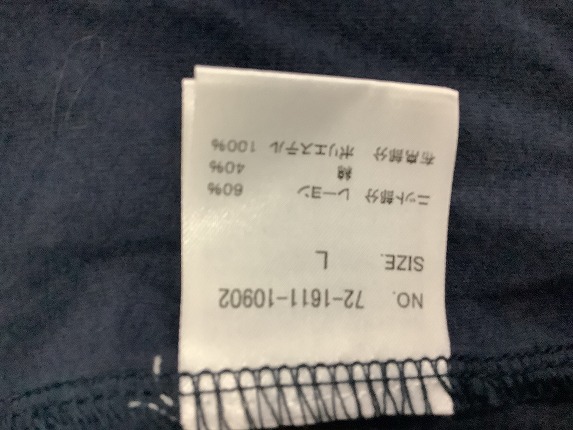 NO. 72-1611-10902
SIZE. L
ニット部分 レーヨン 60%
綿 40%
布帛部分 ポリエステル 100%